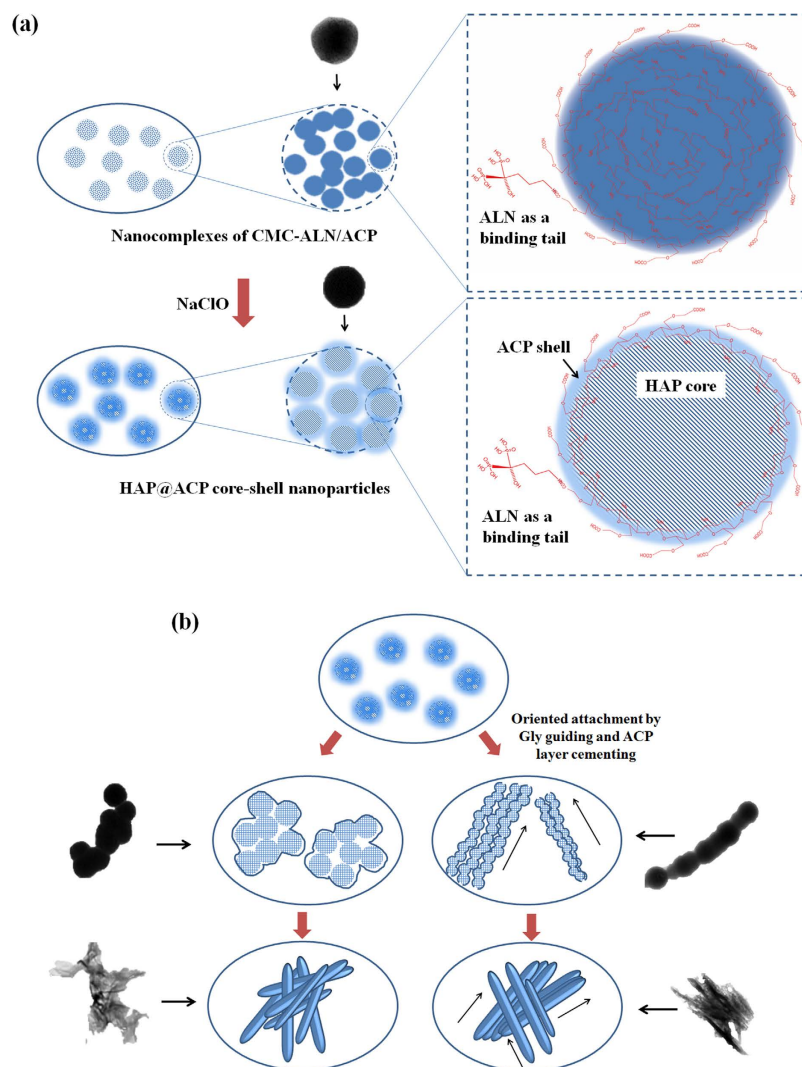 (a)
ALN as a
binding tail
Nanocomplexes of CMC-ALN/ACP
NaClO
ACP shell
HAP core
HAP@ACP core-shell nanoparticles
ALN as a
binding tail
(b)
Oriented attachment by
Gly guiding and ACP
layer cementing